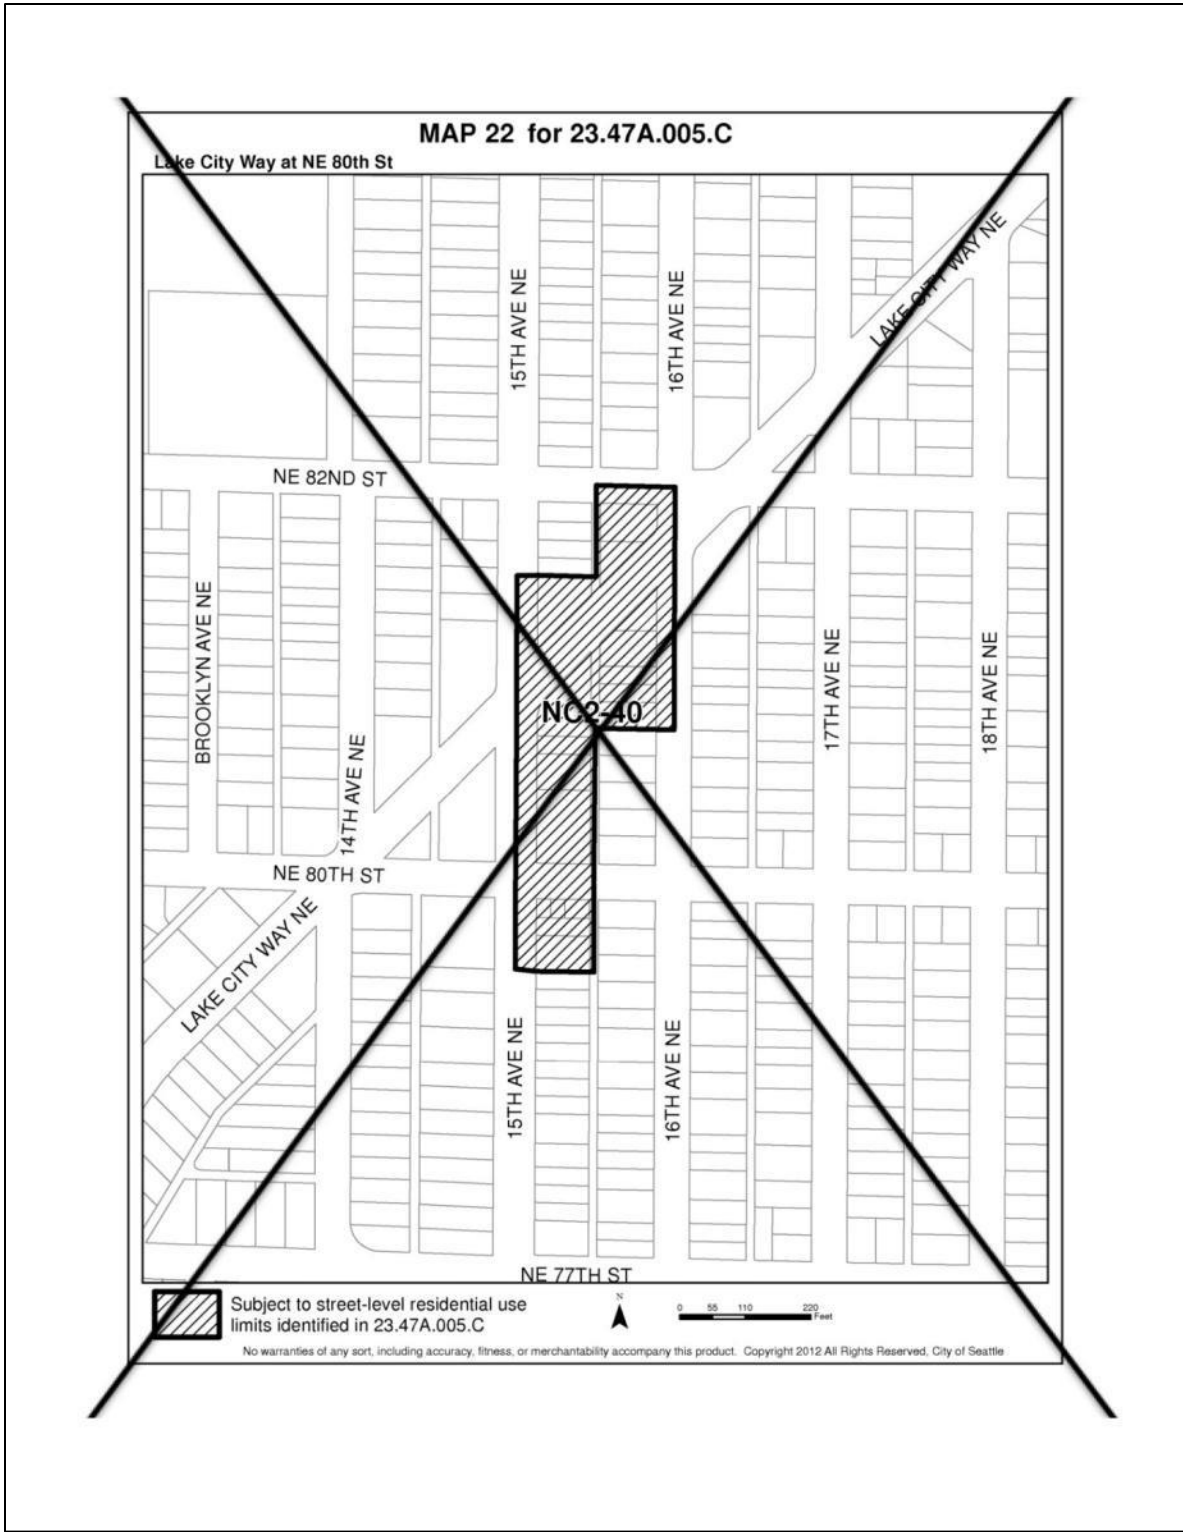 MAP 22 for 23.47A.005.C
Lake City Way at NE 80th St
LAKE CITY WAY NE
15TH AVE NE
16TH AVE NE
NE 82ND ST
BROOKLYN AVE NE
14TH AVE NE
NC2-40
17TH AVE NE
18TH AVE NE
NE 80TH ST
LAKE CITY WAY NE
15TH AVE NE
16TH AVE NE
NE 77TH ST
Subject to street-level residential use
limits identified in 23.47A.005.C
N
0 55 110 220
Feet
No warranties of any sort, including accuracy, fitness, or merchantability accompany this product. Copyright 2012 All Rights Reserved, City of Seattle